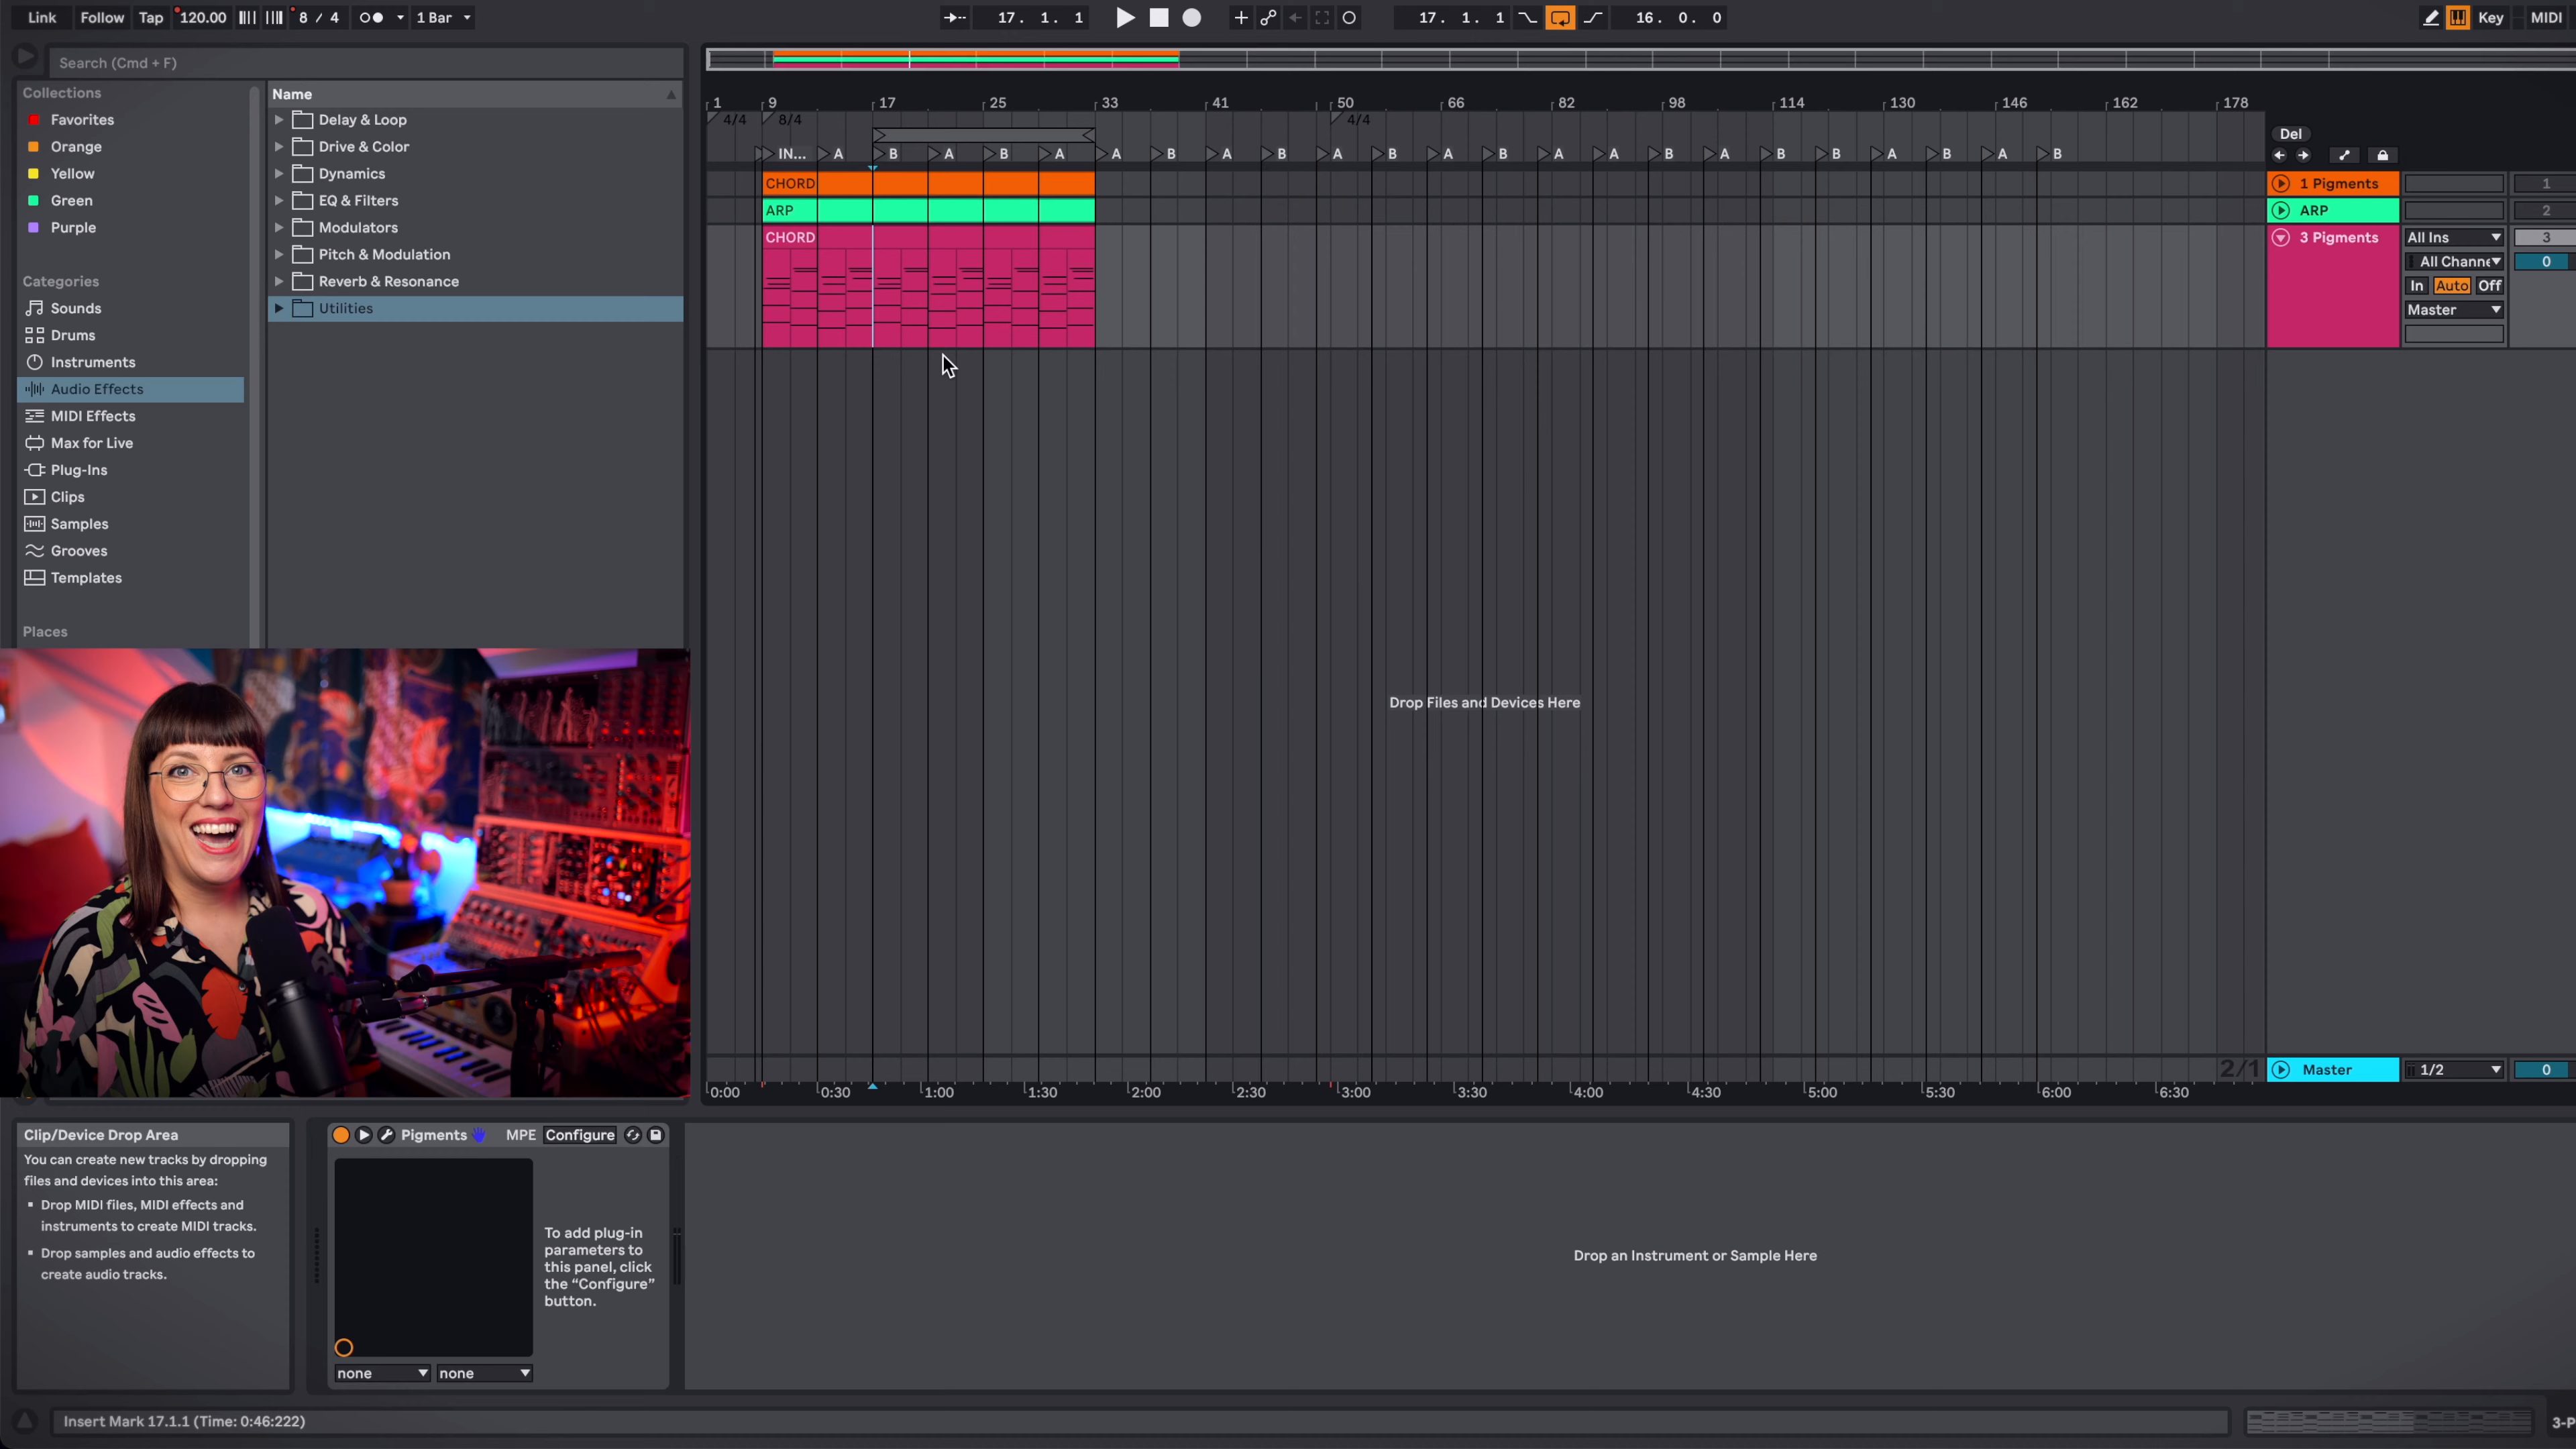 Link Follow Tap 120.00 8 / 4 1 Bar 17. 1. 1 17. 1. 1 16. 0. 0 Key MIDI
Search (Cmd + F)
Collections
Favorites
Orange
Yellow
Green
Purple
Categories
Sounds
Drums
Instruments
Audio Effects
MIDI Effects
Max for Live
Plug-Ins
Clips
Samples
Grooves
Templates
Places
Name
Delay & Loop
Drive & Color
Dynamics
EQ & Filters
Modulators
Pitch & Modulation
Reverb & Resonance
Utilities
1 9 17 25 33 41 50 66 82 98 114 130 146 162 178
4/4 8/4 4/4
IN... A B A B A A B A B A B A B A A B A B B A B A B
CHORD
ARP
CHORD
Del
1 Pigments 1
ARP 2
3 Pigments All Ins 3
All Channe 0
In Auto Off
Master
Drop Files and Devices Here
2/1 Master 1/2 0
0:00 0:30 1:00 1:30 2:00 2:30 3:00 3:30 4:00 4:30 5:00 5:30 6:00 6:30
Clip/Device Drop Area
You can create new tracks by dropping
files and devices into this area:
Drop MIDI files, MIDI effects and
instruments to create MIDI tracks.
Drop samples and audio effects to
create audio tracks.
Pigments MPE Configure
To add plug-in
parameters to
this panel, click
the “Configure”
button.
none none
Drop an Instrument or Sample Here
Insert Mark 17.1.1 (Time: 0:46:222)
3-P